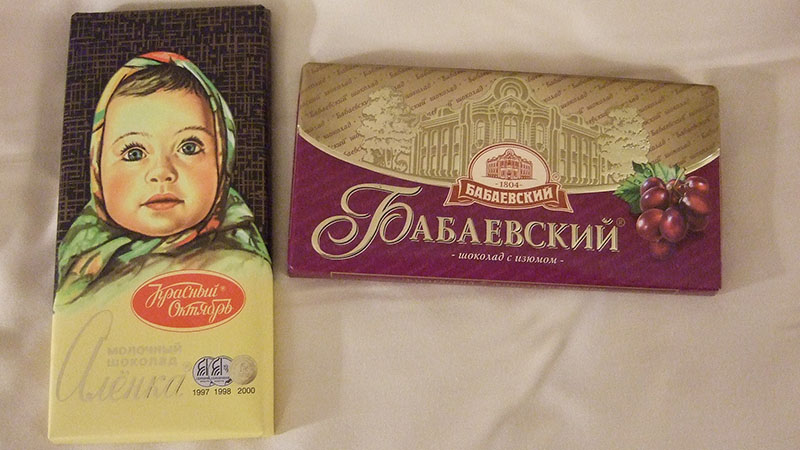 Красный
Октябрь
молочный
шоколад
Алёнка
1997 1998 2000
-1804-
БАБАЕВСКИЙ
БАБАЕВСКИЙ®
- шоколад с изюмом -